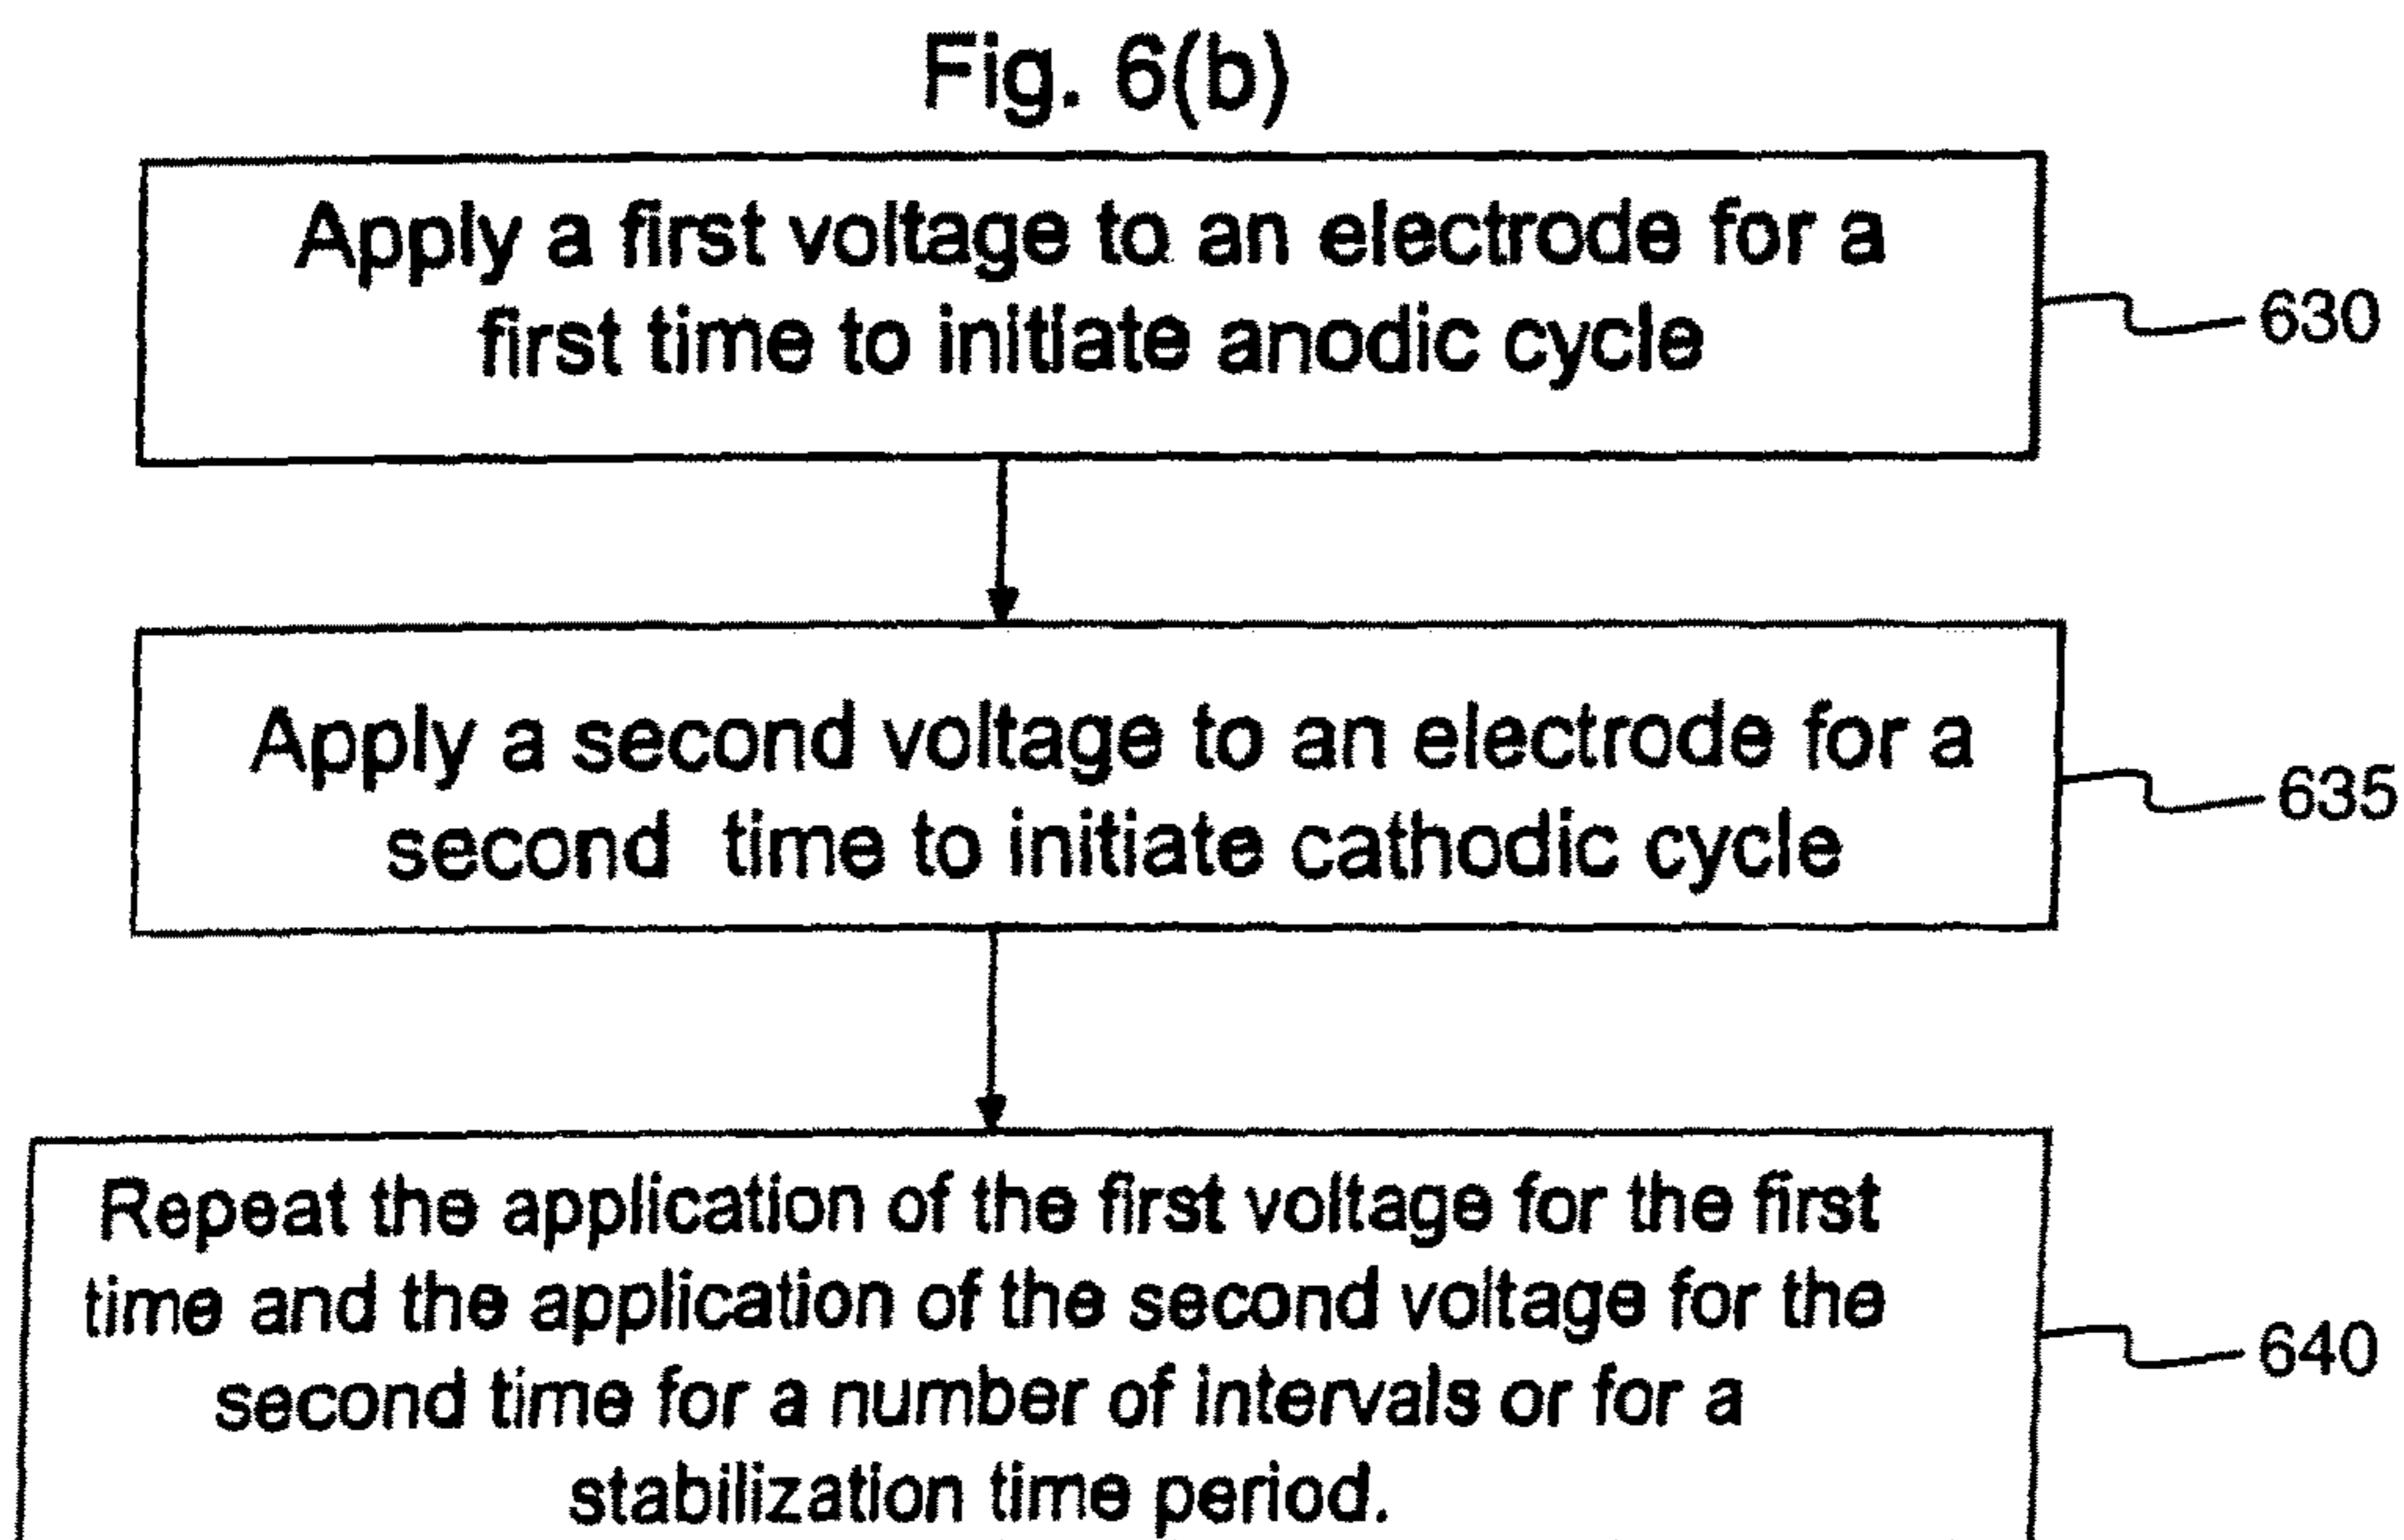 Fig. 6(b)
Apply a first voltage to an electrode for a
first time to initiate anodic cycle
630
Apply a second voltage to an electrode for a
second time to initiate cathodic cycle
635
Repeat the application of the first voltage for the first
time and the application of the second voltage for the
second time for a number of intervals or for a
stabilization time period.
640